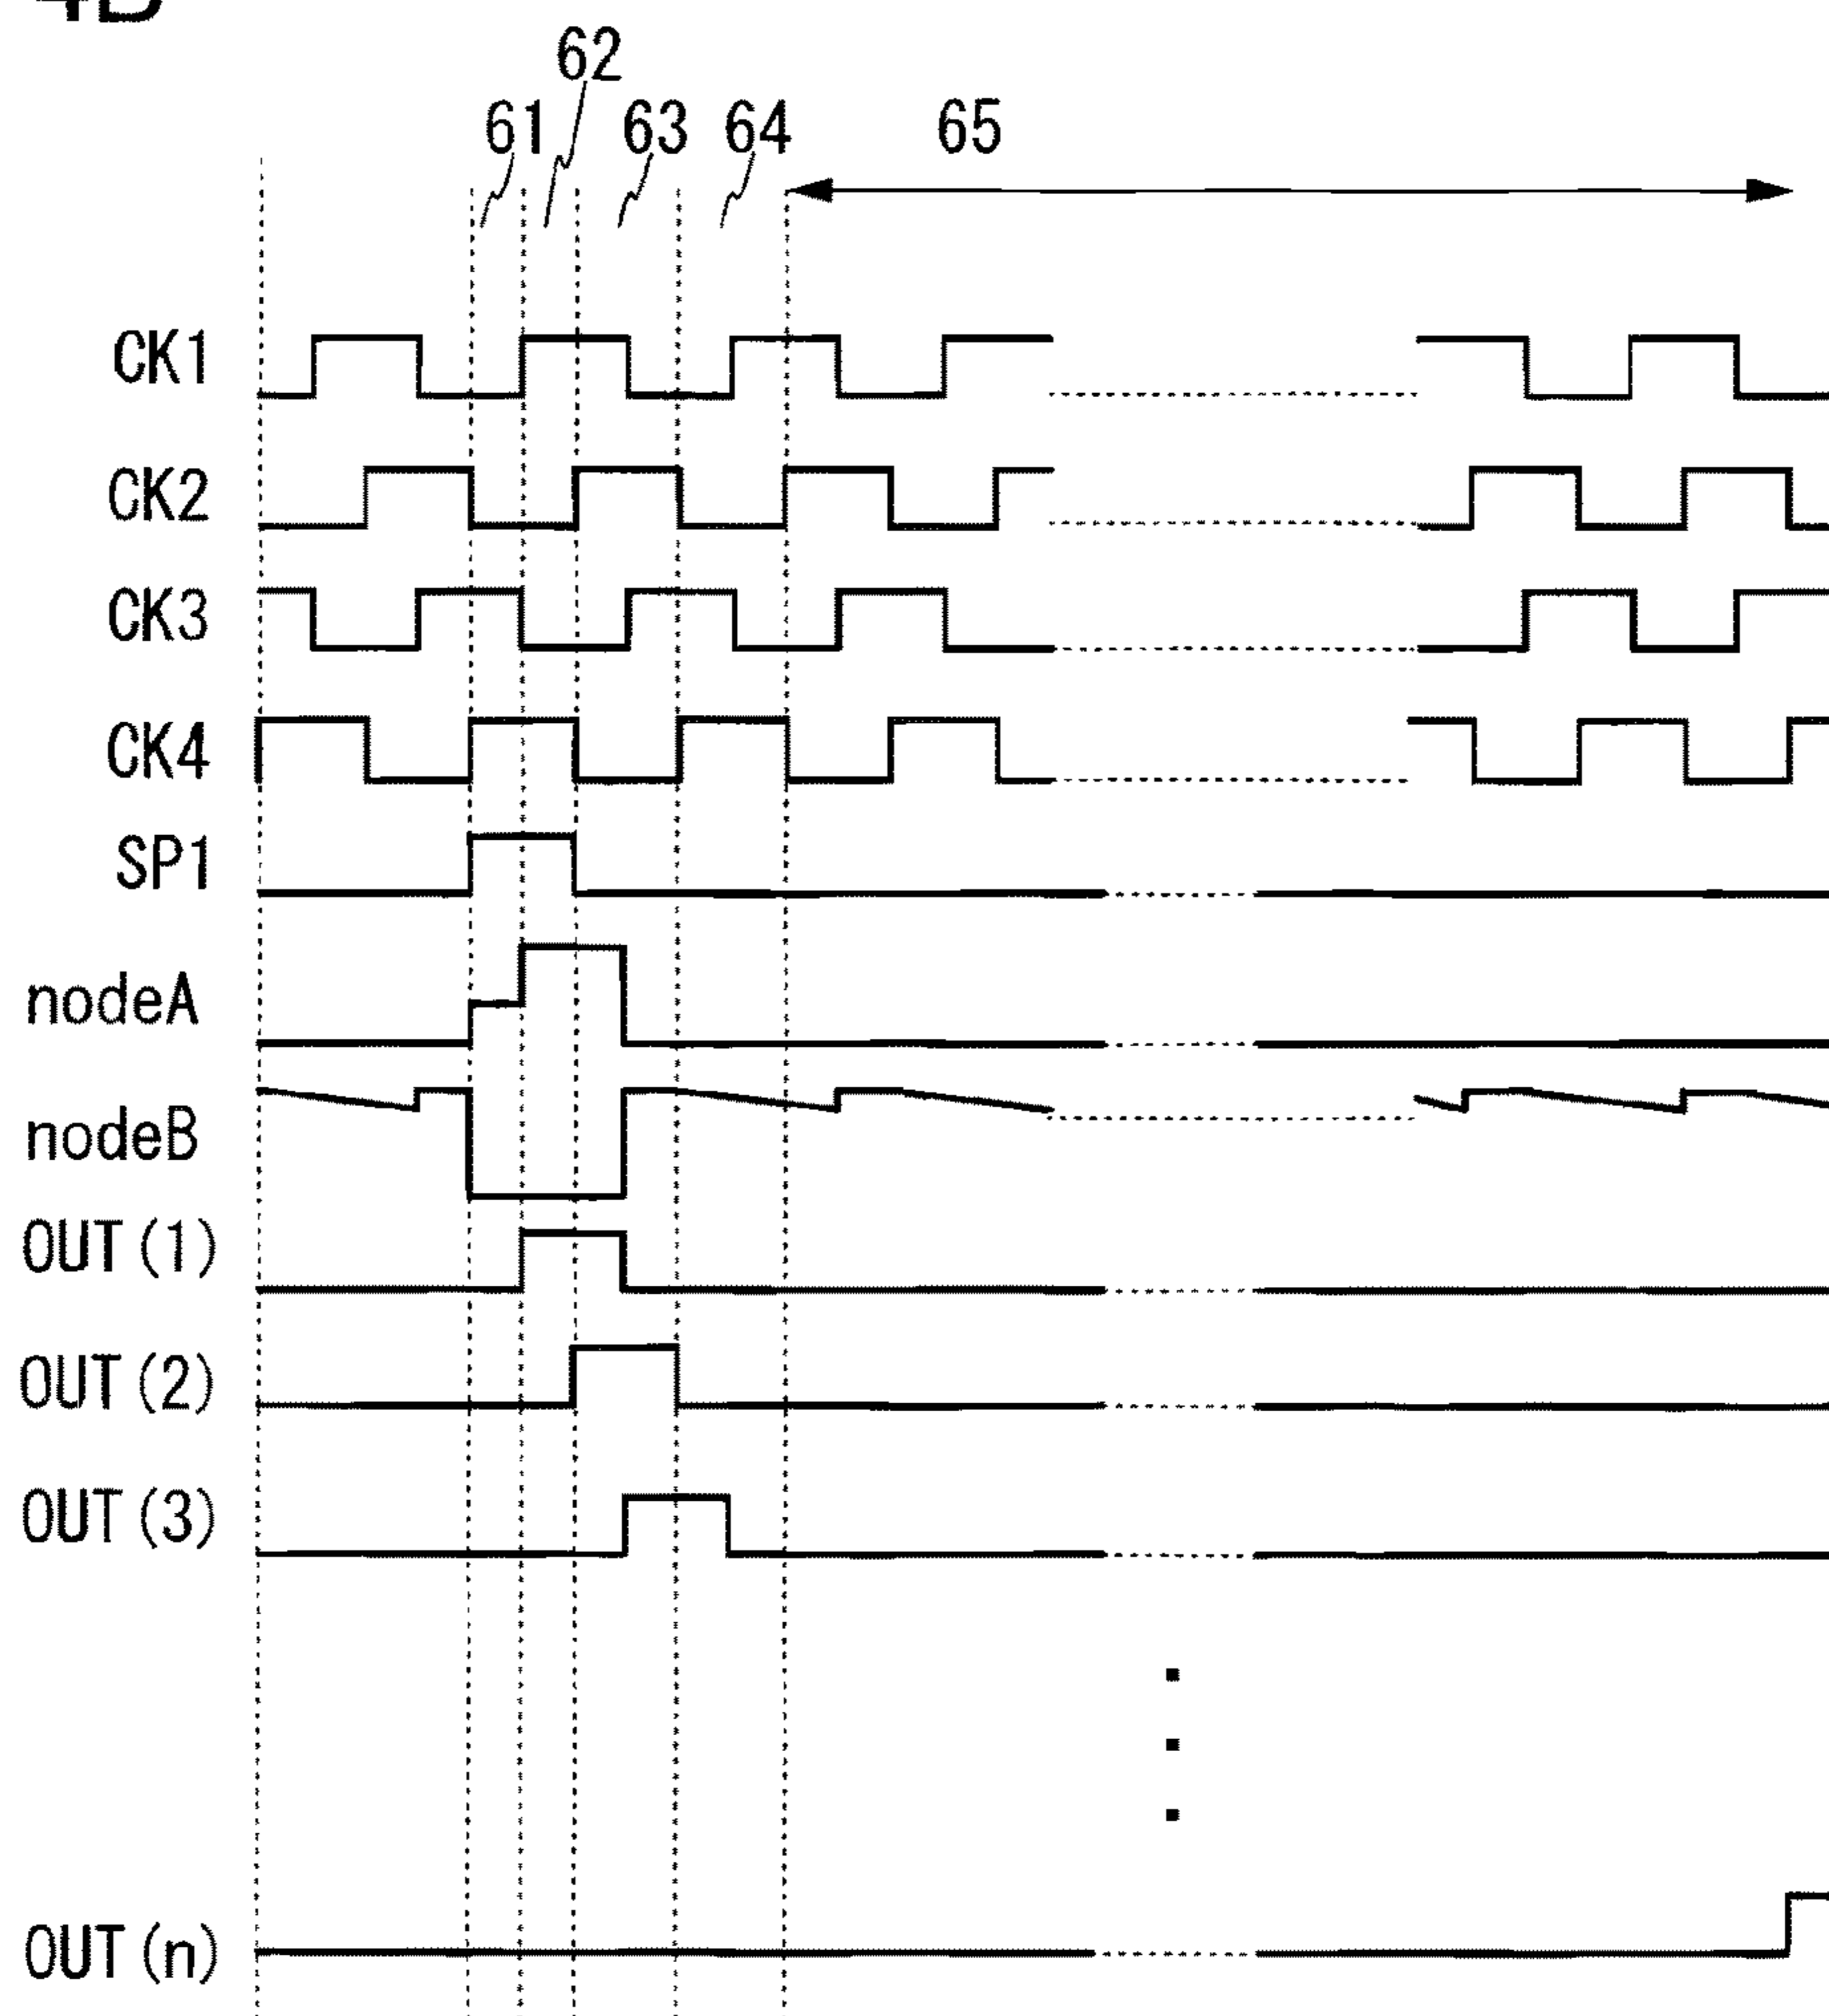 4B
62
61 63 64 65
CK1
CK2
CK3
CK4
SP1
nodeA
nodeB
OUT(1)
OUT(2)
OUT(3)
OUT(n)